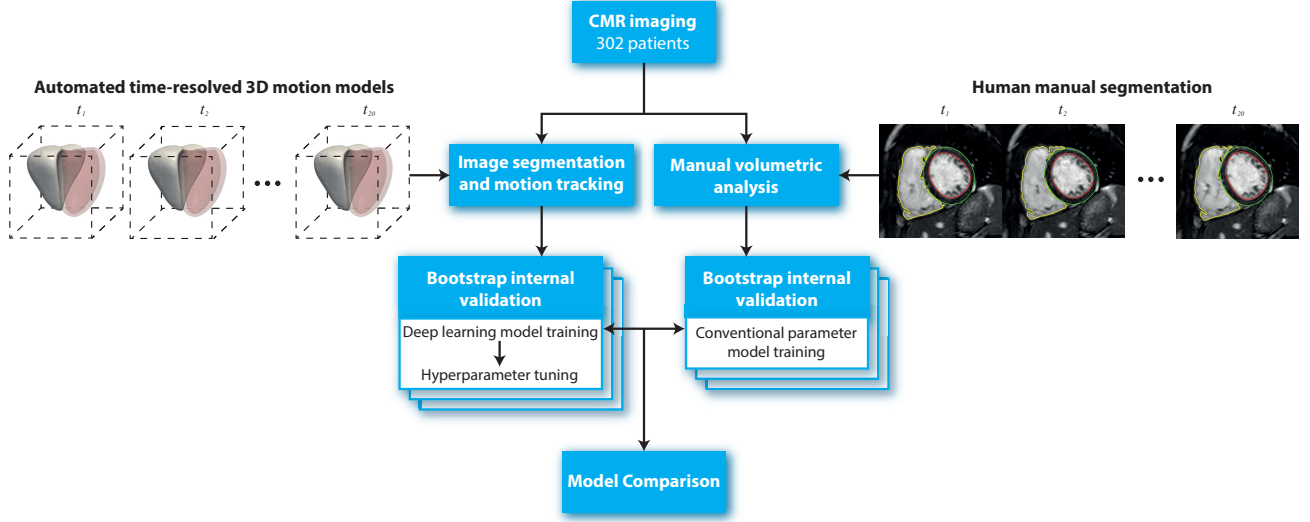 CMR imaging
302 patients
Automated time-resolved 3D motion models
t1
t2
t20
Human manual segmentation
t1
t2
t20
Image segmentation
and motion tracking
Manual volumetric
analysis
Bootstrap internal
validation
Deep learning model training
Hyperparameter tuning
Bootstrap internal
validation
Conventional parameter
model training
Model Comparison